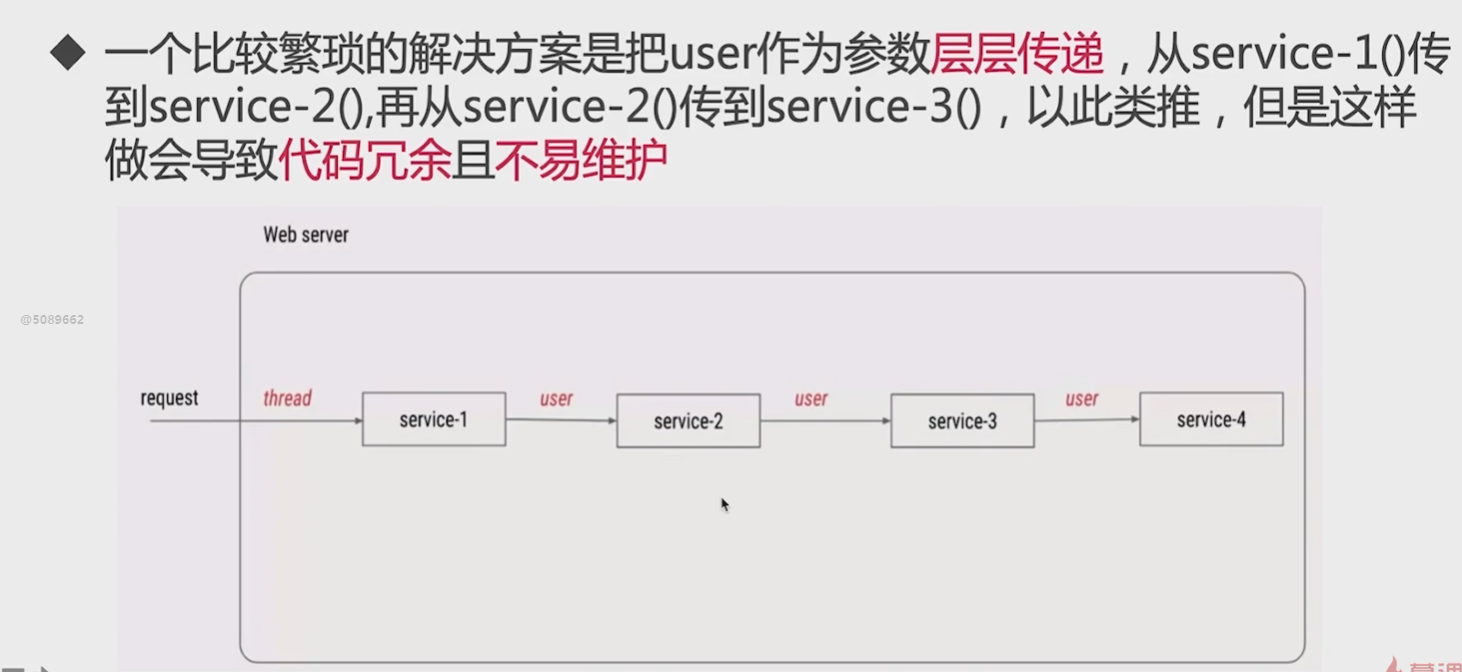 一个比较繁琐的解决方案是把user作为参数层层传递，从service-1()传
到service-2(),再从service-2()传到service-3()，以此类推，但是这样
做会导致代码冗余且不易维护
Web server
@5089662
request
thread
service-1
user
service-2
user
service-3
user
service-4